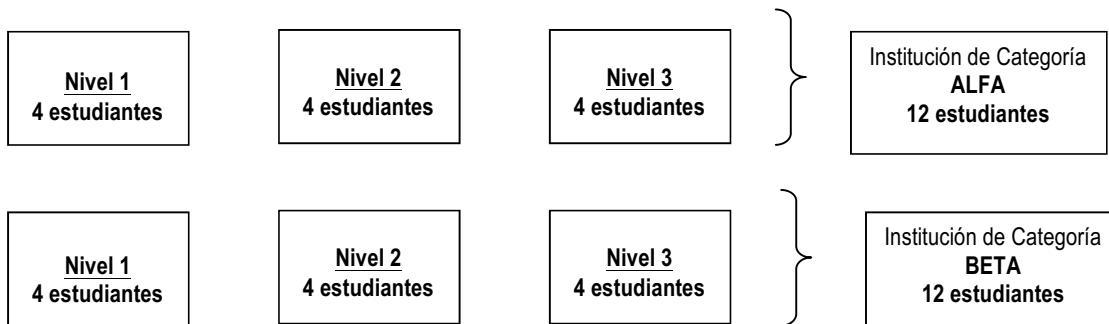 Nivel 1
4 estudiantes
Nivel 2
4 estudiantes
Nivel 3
4 estudiantes
Institución de Categoría
ALFA
12 estudiantes
Nivel 1
4 estudiantes
Nivel 2
4 estudiantes
Nivel 3
4 estudiantes
Institución de Categoría
BETA
12 estudiantes